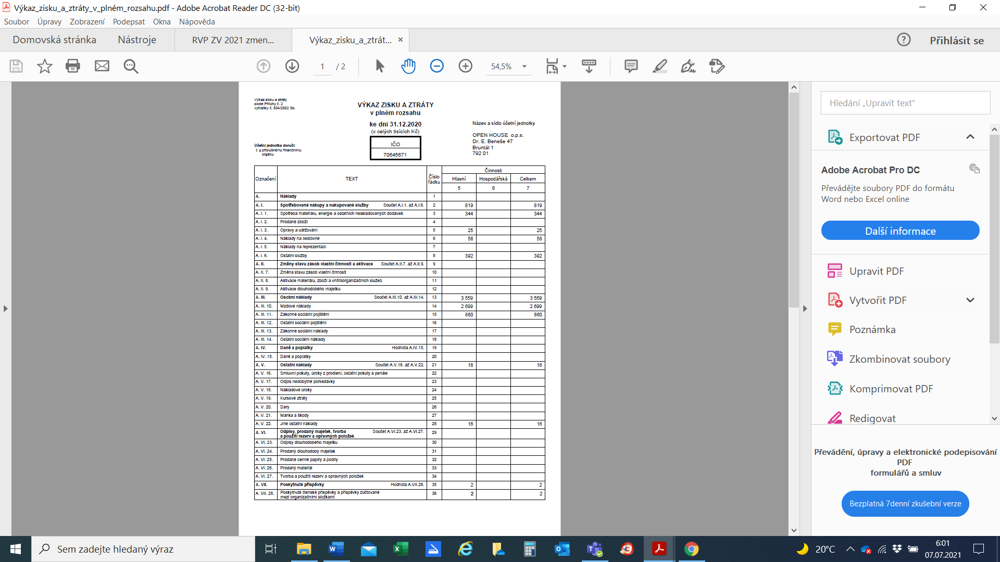 Výkaz_zisku_a_ztráty_v_plném_rozsahu.pdf - Adobe Acrobat Reader DC (32-bit)
Soubor Úpravy Zobrazení Podepsat Okna Nápověda
Domovská stránka Nástroje RVP ZV 2021 zmen... Výkaz_zisku_a_ztrát... × Přihlásit se
1 / 2 54,5%
Výkaz zisku a ztráty
podle Přílohy č. 2
vyhlášky č. 504/2002 Sb.
VÝKAZ ZISKU A ZTRÁTY
v plném rozsahu
ke dni 31.12.2020
(v celých tisících Kč)
IČO
70645671
Účetní jednotka doručí:
1 x příslušnému finančnímu
orgánu
Název a sídlo účetní jednotky
OPEN HOUSE o.p.s.
Dr. E. Beneše 47
Bruntál 1
792 01
Označení TEXT Číslo řádku Činnosti
Hlavní Hospodářská Celkem
5 6 7
A. Náklady 1
A. I. Spotřebované nákupy a nakupované služby Součet A.I.1. až A.I.6. 2 819 819
A. I. 1. Spotřeba materiálu, energie a ostatních neskladovaných dodávek 3 344 344
A. I. 2. Prodané zboží 4
A. I. 3. Opravy a udržování 5 25 25
A. I. 4. Náklady na cestovné 6 58 58
A. I. 5. Náklady na reprezentaci 7
A. I. 6. Ostatní služby 8 392 392
A. II. Změny stavu zásob vlastní činnosti a aktivace Součet A.II.7. až A.II.9. 9
A. II. 7. Změna stavu zásob vlastní činnosti 10
A. II. 8. Aktivace materiálu, zboží a vnitroorganizačních služeb 11
A. II. 9. Aktivace dlouhodobého majetku 12
A. III. Osobní náklady Součet A.III.10. až A.III.14. 13 3 559 3 559
A. III. 10. Mzdové náklady 14 2 699 2 699
A. III. 11. Zákonné sociální pojištění 15 860 860
A. III. 12. Ostatní sociální pojištění 16
A. III. 13. Zákonné sociální náklady 17
A. III. 14. Ostatní sociální náklady 18
A. IV. Daně a poplatky Hodnota A.IV.15. 19
A. IV. 15. Daně a poplatky 20
A. V. Ostatní náklady Součet A.V.16. až A.V.22. 21 16 16
A. V. 16. Smluvní pokuty, úroky z prodlení, ostatní pokuty a penále 22
A. V. 17. Odpis nedobytné pohledávky 23
A. V. 18. Nákladové úroky 24
A. V. 19. Kursové ztráty 25
A. V. 20. Dary 26
A. V. 21. Manka a škody 27
A. V. 22. Jiné ostatní náklady 28 16 16
A. VI. Odpisy, prodaný majetek, tvorba Součet A.VI.23. až A.VI.27. 29
a použití rezerv a opravných položek
A. VI. 23. Odpisy dlouhodobého majetku 30
A. VI. 24. Prodaný dlouhodobý majetek 31
A. VI. 25. Prodané cenné papíry a podíly 32
A. VI. 26. Prodaný materiál 33
A. VI. 27. Tvorba a použití rezerv a opravných položek 34
A. VII. Poskytnuté příspěvky Hodnota A.VII.28. 35 2 2
A. VII. 28. Poskytnuté členské příspěvky a příspěvky zúčtované 36 2 2
mezi organizačními složkami
Hledání „Upravit text“
Exportovat PDF
Adobe Acrobat Pro DC
Převádějte soubory PDF do formátu
Word nebo Excel online
Další informace
Upravit PDF
Vytvořit PDF
Poznámka
Zkombinovat soubory
Komprimovat PDF
Redigovat
Převádění, úpravy a elektronické podepisování
PDF
formulářů a smluv
Bezplatná 7denní zkušební verze
Sem zadejte hledaný výraz
20°C
6:01
07.07.2021